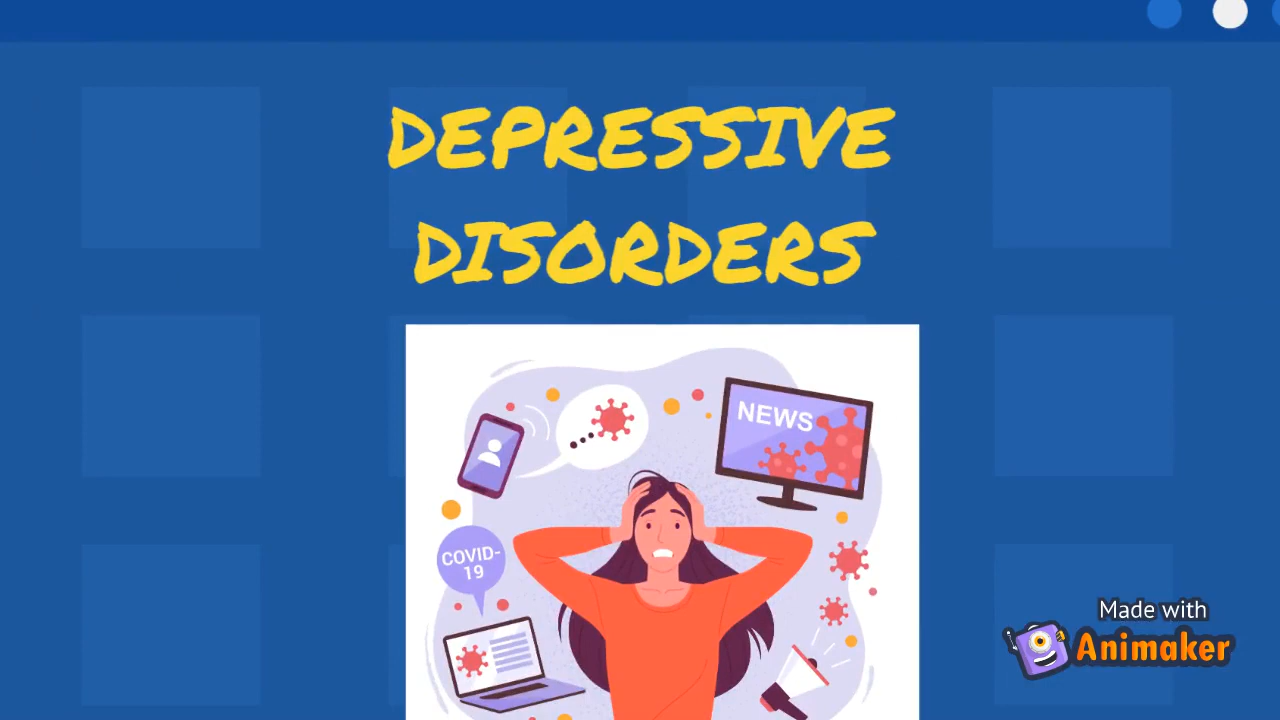 DEPRESSIVE
DISORDERS
NEWS
COVID-
19
Made with
Animaker